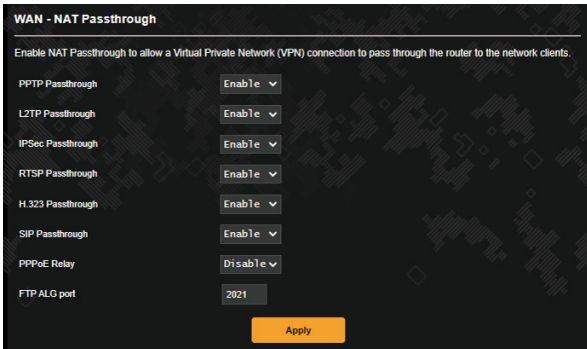 WAN - NAT Passthrough
Enable NAT Passthrough to allow a Virtual Private Network (VPN) connection to pass through the router to the network clients.
PPTP Passthrough Enable
L2TP Passthrough Enable
IPSec Passthrough Enable
RTSP Passthrough Enable
H.323 Passthrough Enable
SIP Passthrough Enable
PPPoE Relay Disable
FTP ALG port 2021
Apply